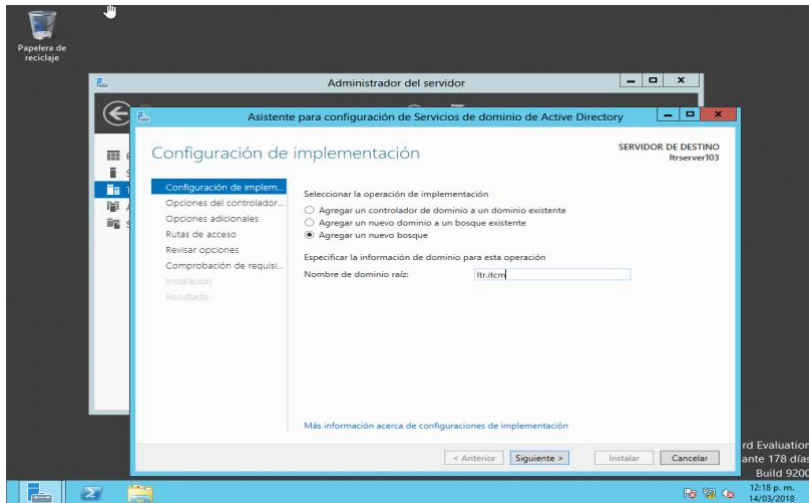 Papelera de
reciclaje
Administrador del servidor
Asistente para configuración de Servicios de dominio de Active Directory
Configuración de implementación
SERVIDOR DE DESTINO
ltrserver103
Configuración de implem...
Opciones del controlador...
Opciones adicionales
Rutas de acceso
Revisar opciones
Comprobación de requisi...
Instalación
Resultado
Seleccionar la operación de implementación
Agregar un controlador de dominio a un dominio existente
Agregar un nuevo dominio a un bosque existente
Agregar un nuevo bosque
Especificar la información de dominio para esta operación
Nombre de dominio raíz:
ltr.itcm
Más información acerca de configuraciones de implementación
< Anterior
Siguiente >
Instalar
Cancelar
rd Evaluation
ante 178 días
Build 9200
12:18 p. m.
14/03/2018